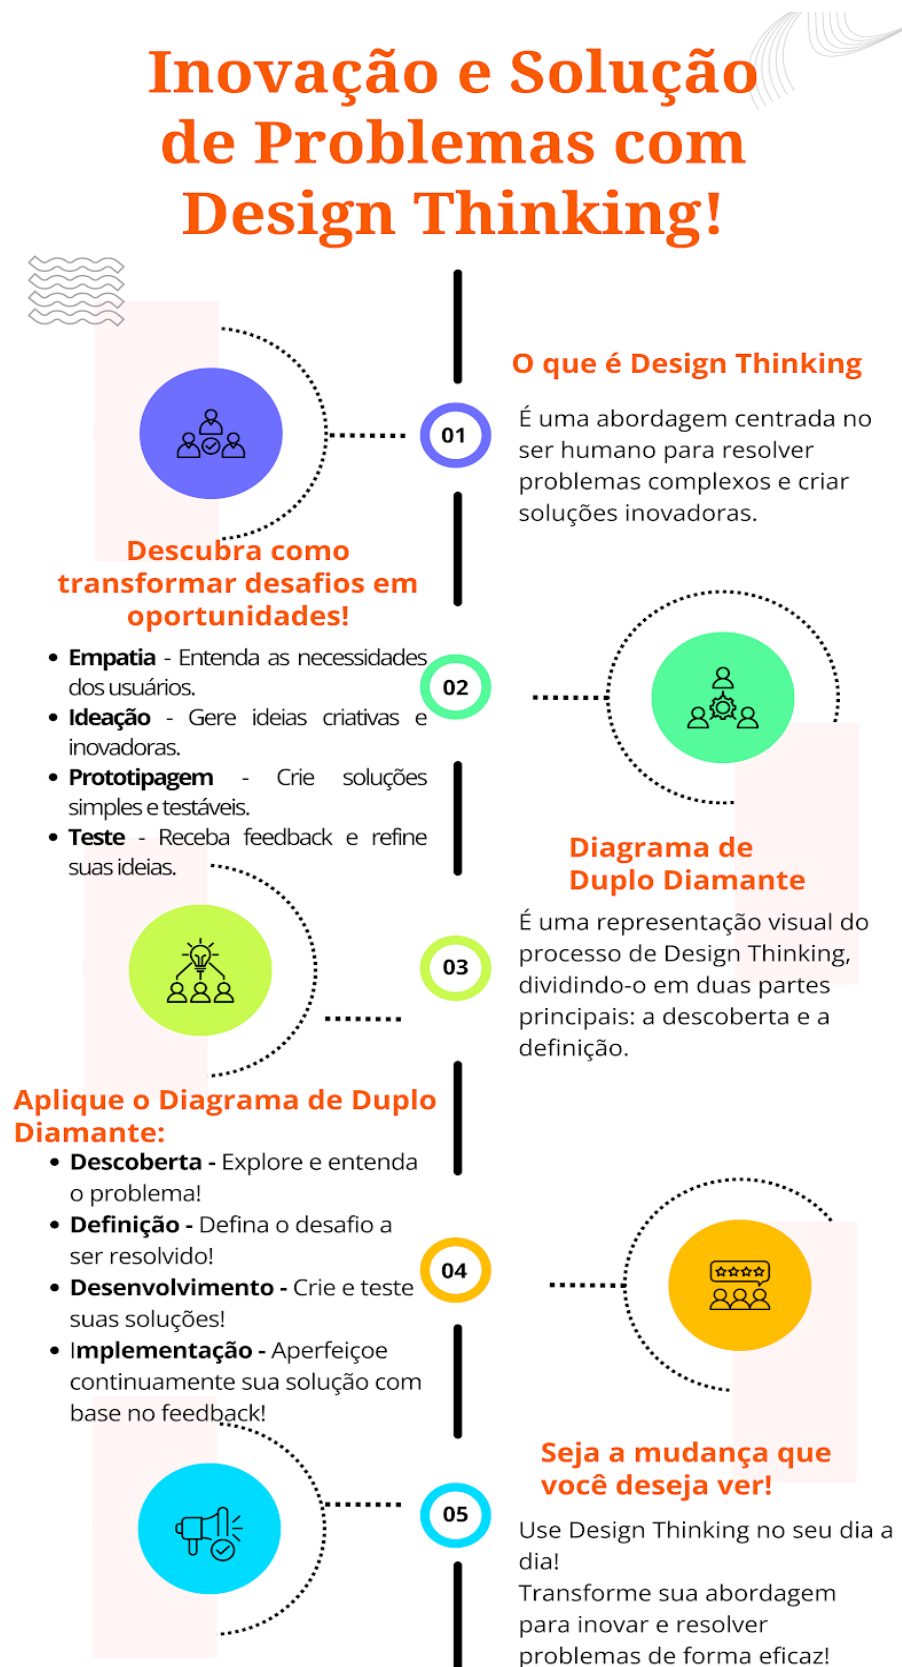 Inovação e Solução
de Problemas com
Design Thinking!
01
O que é Design Thinking
É uma abordagem centrada no
ser humano para resolver
problemas complexos e criar
soluções inovadoras.
Descubra como
transformar desafios em
oportunidades!
• Empatia - Entenda as necessidades
dos usuários.
• Ideação - Gere ideias criativas e
inovadoras.
• Prototipagem - Crie soluções
simples e testáveis.
• Teste - Receba feedback e refine
suas ideias.
02
Diagrama de
Duplo Diamante
É uma representação visual do
processo de Design Thinking,
dividindo-o em duas partes
principais: a descoberta e a
definição.
03
Aplique o Diagrama de Duplo
Diamante:
• Descoberta - Explore e entenda
o problema!
• Definição - Defina o desafio a
ser resolvido!
• Desenvolvimento - Crie e teste
suas soluções!
• Implementação - Aperfeiçoe
continuamente sua solução com
base no feedback!
04
Seja a mudança que
você deseja ver!
05
Use Design Thinking no seu dia a
dia!
Transforme sua abordagem
para inovar e resolver
problemas de forma eficaz!